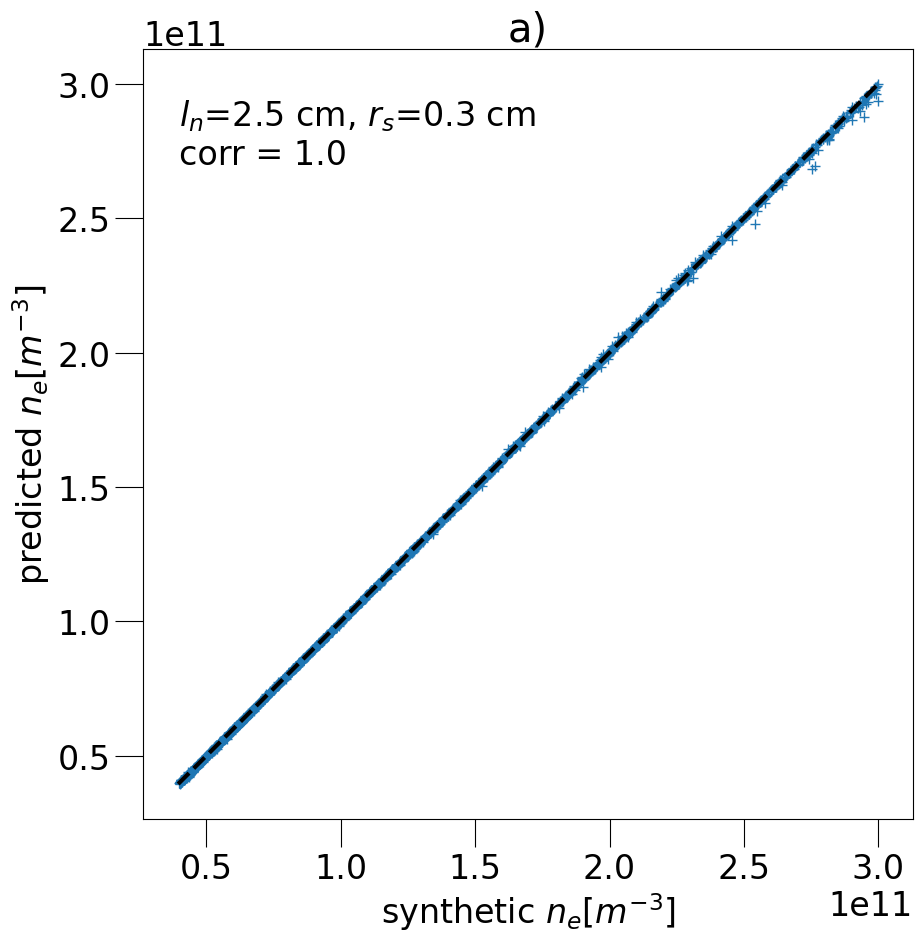 a)
1e11
l_n=2.5 cm, r_s=0.3 cm
corr = 1.0
3.0
2.5
2.0
1.5
1.0
0.5
predicted n_e[m^{-3}]
0.5 1.0 1.5 2.0 2.5 3.0
1e11
synthetic n_e[m^{-3}]